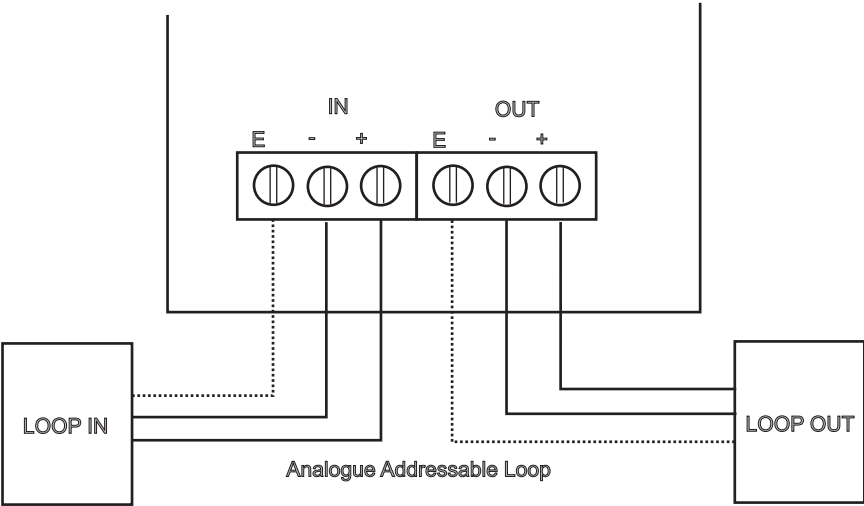 IN OUT
E - + E - +
LOOP IN LOOP OUT
Analogue Addressable Loop